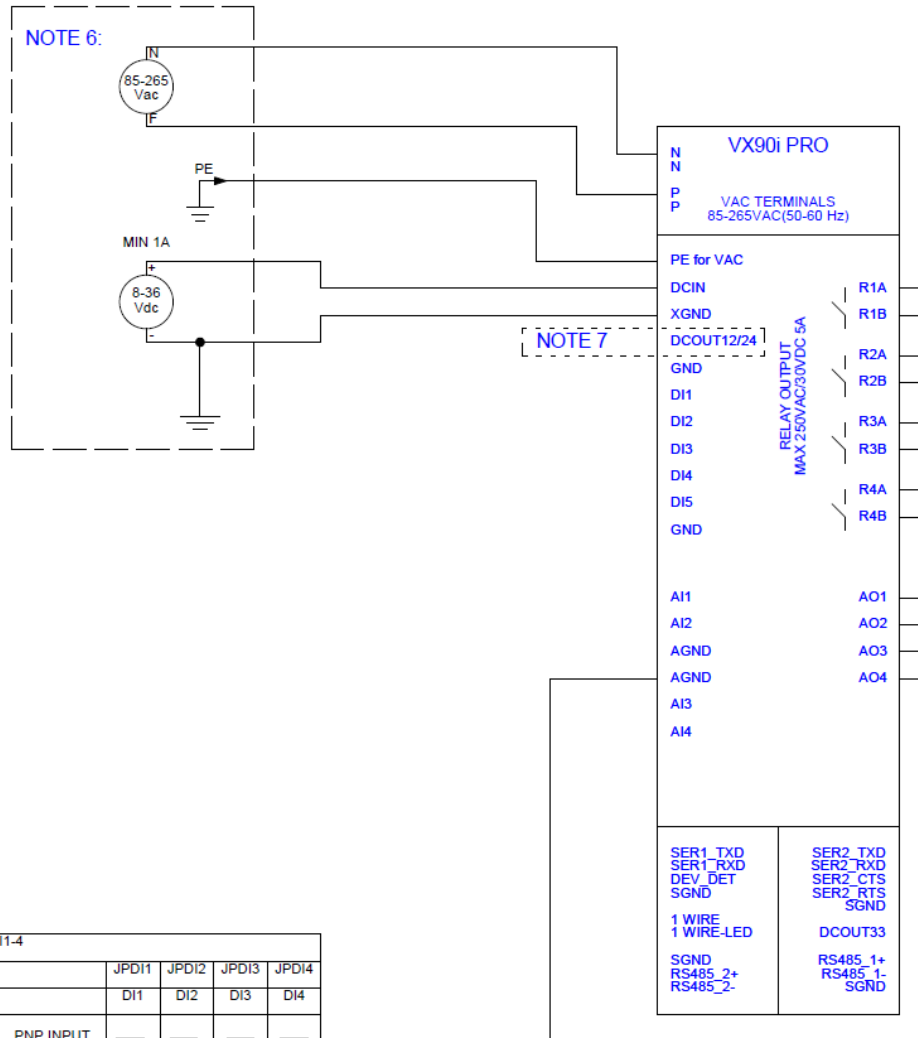 NOTE 6:
N
85-265
Vac
F
PE
MIN 1A
+
8-36
Vdc
-
VX90i PRO
N
N
P
P
VAC TERMINALS
85-265VAC(50-60 Hz)
PE for VAC
DCIN
XGND
NOTE 7
DCOUT12/24
GND
DI1
DI2
DI3
DI4
DI5
GND
RELAY OUTPUT
MAX 250VAC/30VDC 5A
R1A
R1B
R2A
R2B
R3A
R3B
R4A
R4B
AI1
AI2
AGND
AGND
AI3
AI4
AO1
AO2
AO3
AO4
SER1_TXD
SER1_RXD
DEV_DET
SGND
1 WIRE
1 WIRE-LED
SGND
RS485_2+
RS485_2-
SER2_TXD
SER2_RXD
SER2_CTS
SER2_RTS
SGND
DCOUT33
RS485_1+
RS485_1-
SGND
I1-4
JPDI1 JPDI2 JPDI3 JPDI4
DI1 DI2 DI3 DI4
PNP INPUT